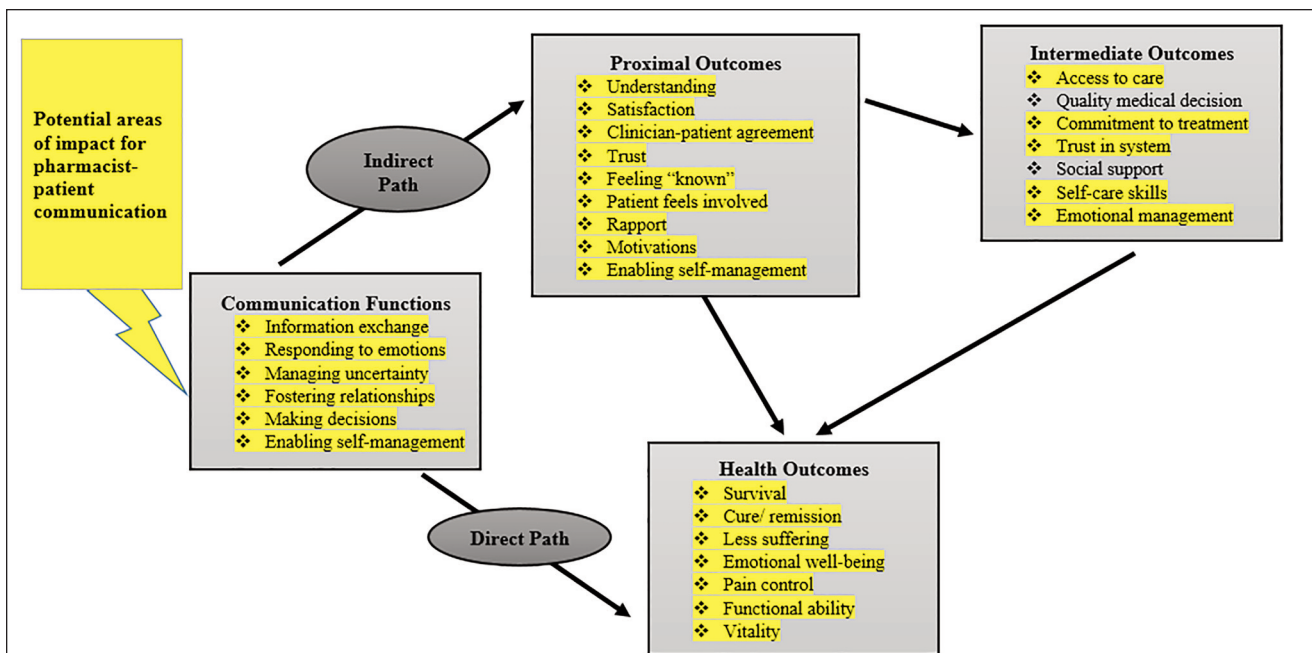 Potential areas
of impact for
pharmacist-
patient
communication
Indirect
Path
Proximal Outcomes
❖ Understanding
❖ Satisfaction
❖ Clinician-patient agreement
❖ Trust
❖ Feeling “known”
❖ Patient feels involved
❖ Rapport
❖ Motivations
❖ Enabling self-management
Intermediate Outcomes
❖ Access to care
❖ Quality medical decision
❖ Commitment to treatment
❖ Trust in system
❖ Social support
❖ Self-care skills
❖ Emotional management
Communication Functions
❖ Information exchange
❖ Responding to emotions
❖ Managing uncertainty
❖ Fostering relationships
❖ Making decisions
❖ Enabling self-management
Direct Path
Health Outcomes
❖ Survival
❖ Cure/ remission
❖ Less suffering
❖ Emotional well-being
❖ Pain control
❖ Functional ability
❖ Vitality